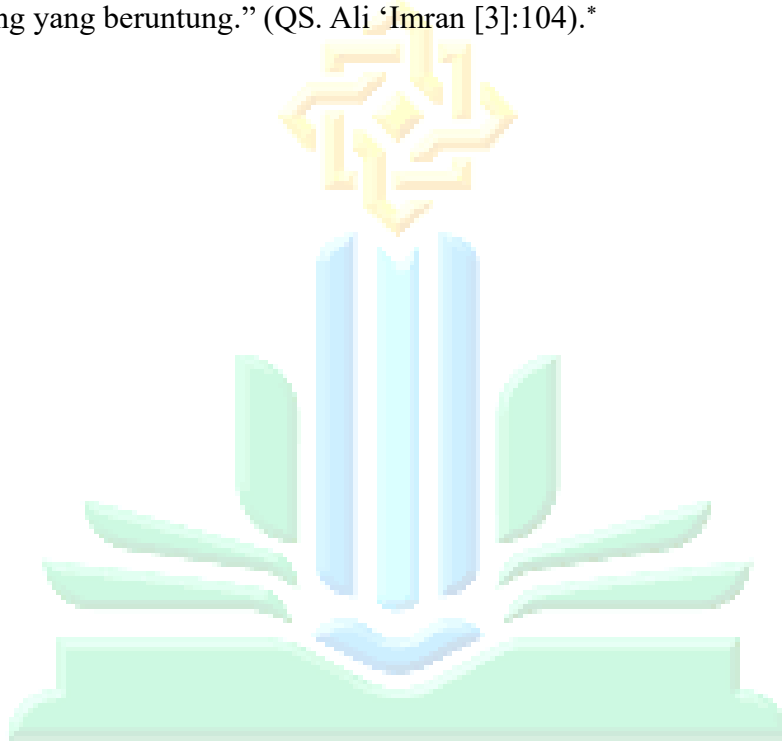 ng yang beruntung.” (QS. Ali ‘Imran [3]:104).*